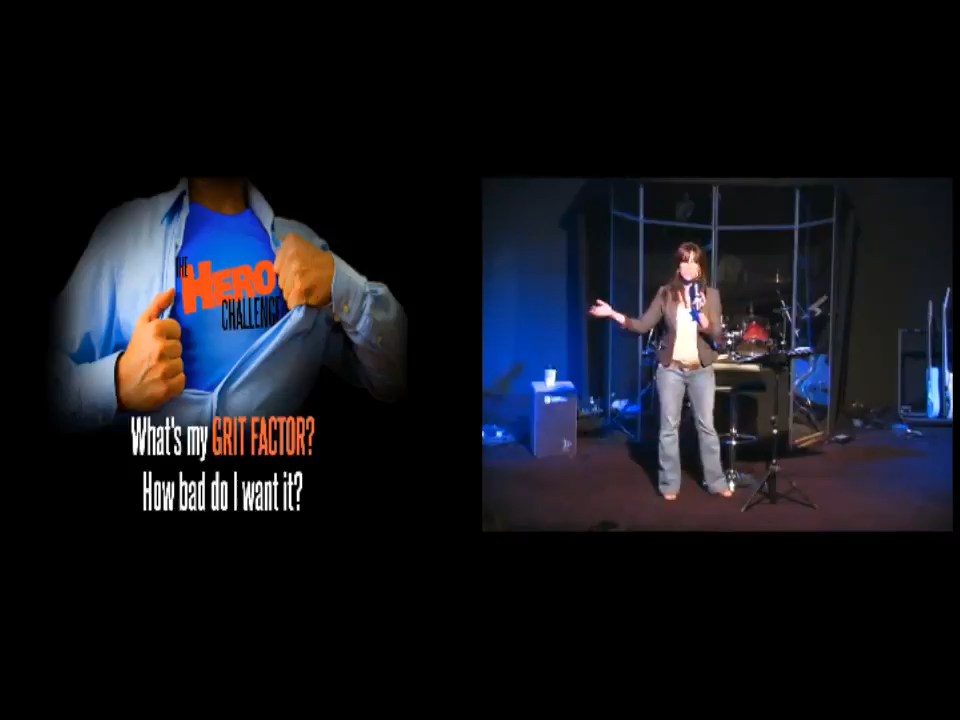 THE
HERO
CHALLENGE
What's my GRIT FACTOR?
How bad do I want it?